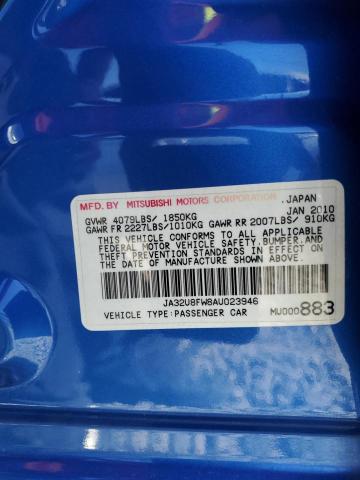 MFD. BY MITSUBISHI MOTORS CORPORATION, JAPAN
GVWR 4079LBS/ 1850KG JAN 2010
GAWR FR 2227LBS/1010KG GAWR RR 2007LBS/ 910KG
THIS VEHICLE CONFORMS TO ALL APPLICABLE
FEDERAL MOTOR VEHICLE SAFETY, BUMPER, AND
THEFT PREVENTION STANDARDS IN EFFECT ON
THE DATE OF MANUFACTURE SHOWN ABOVE.
JA32U8FW8AU023946
VEHICLE TYPE:PASSENGER CAR MU000883